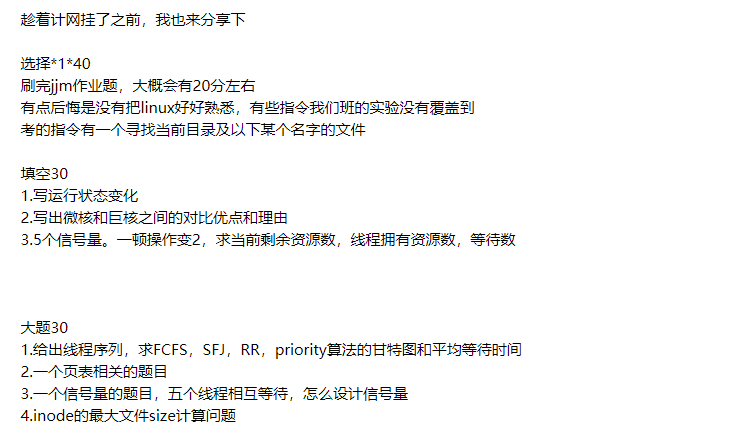 趁着计网挂了之前，我也来分享下
选择*1*40
刷完jjm作业题，大概会有20分左右
有点后悔是没有把linux好好熟悉，有些指令我们班的实验没有覆盖到
考的指令有一个寻找当前目录及以下某个名字的文件
填空30
1.写运行状态变化
2.写出微核和巨核之间的对比优点和理由
3.5个信号量。一顿操作变2，求当前剩余资源数，线程拥有资源数，等待数
大题30
1.给出线程序列，求FCFS，SFJ，RR，priority算法的甘特图和平均等待时间
2.一个页表相关的题目
3.一个信号量的题目，五个线程相互等待，怎么设计信号量
4.inode的最大文件size计算问题